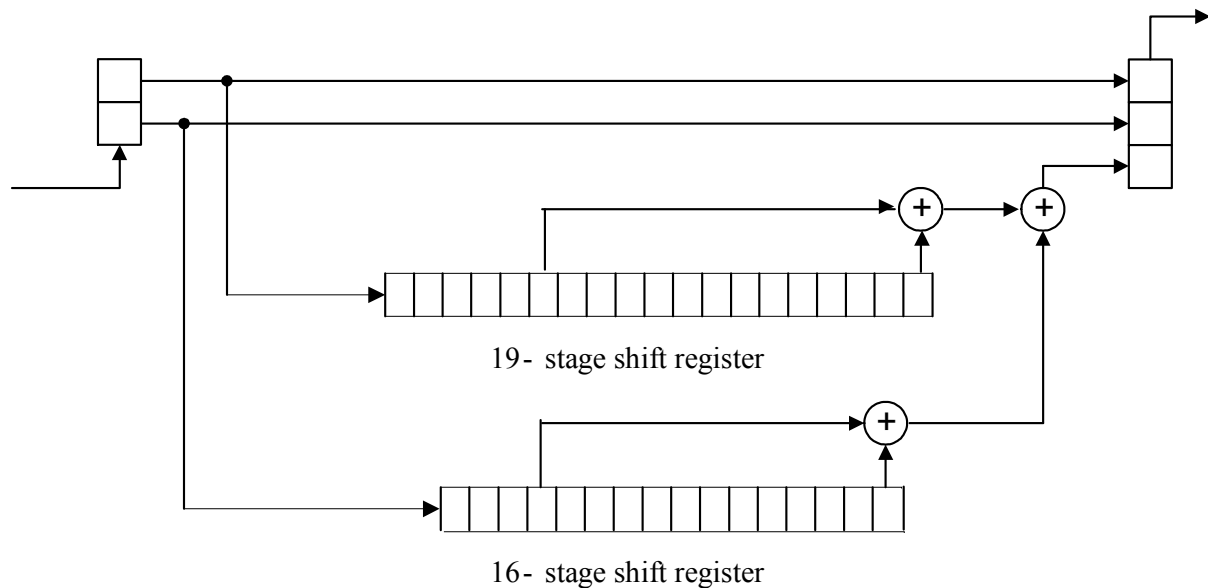 +
+
19- stage shift register
+
16- stage shift register